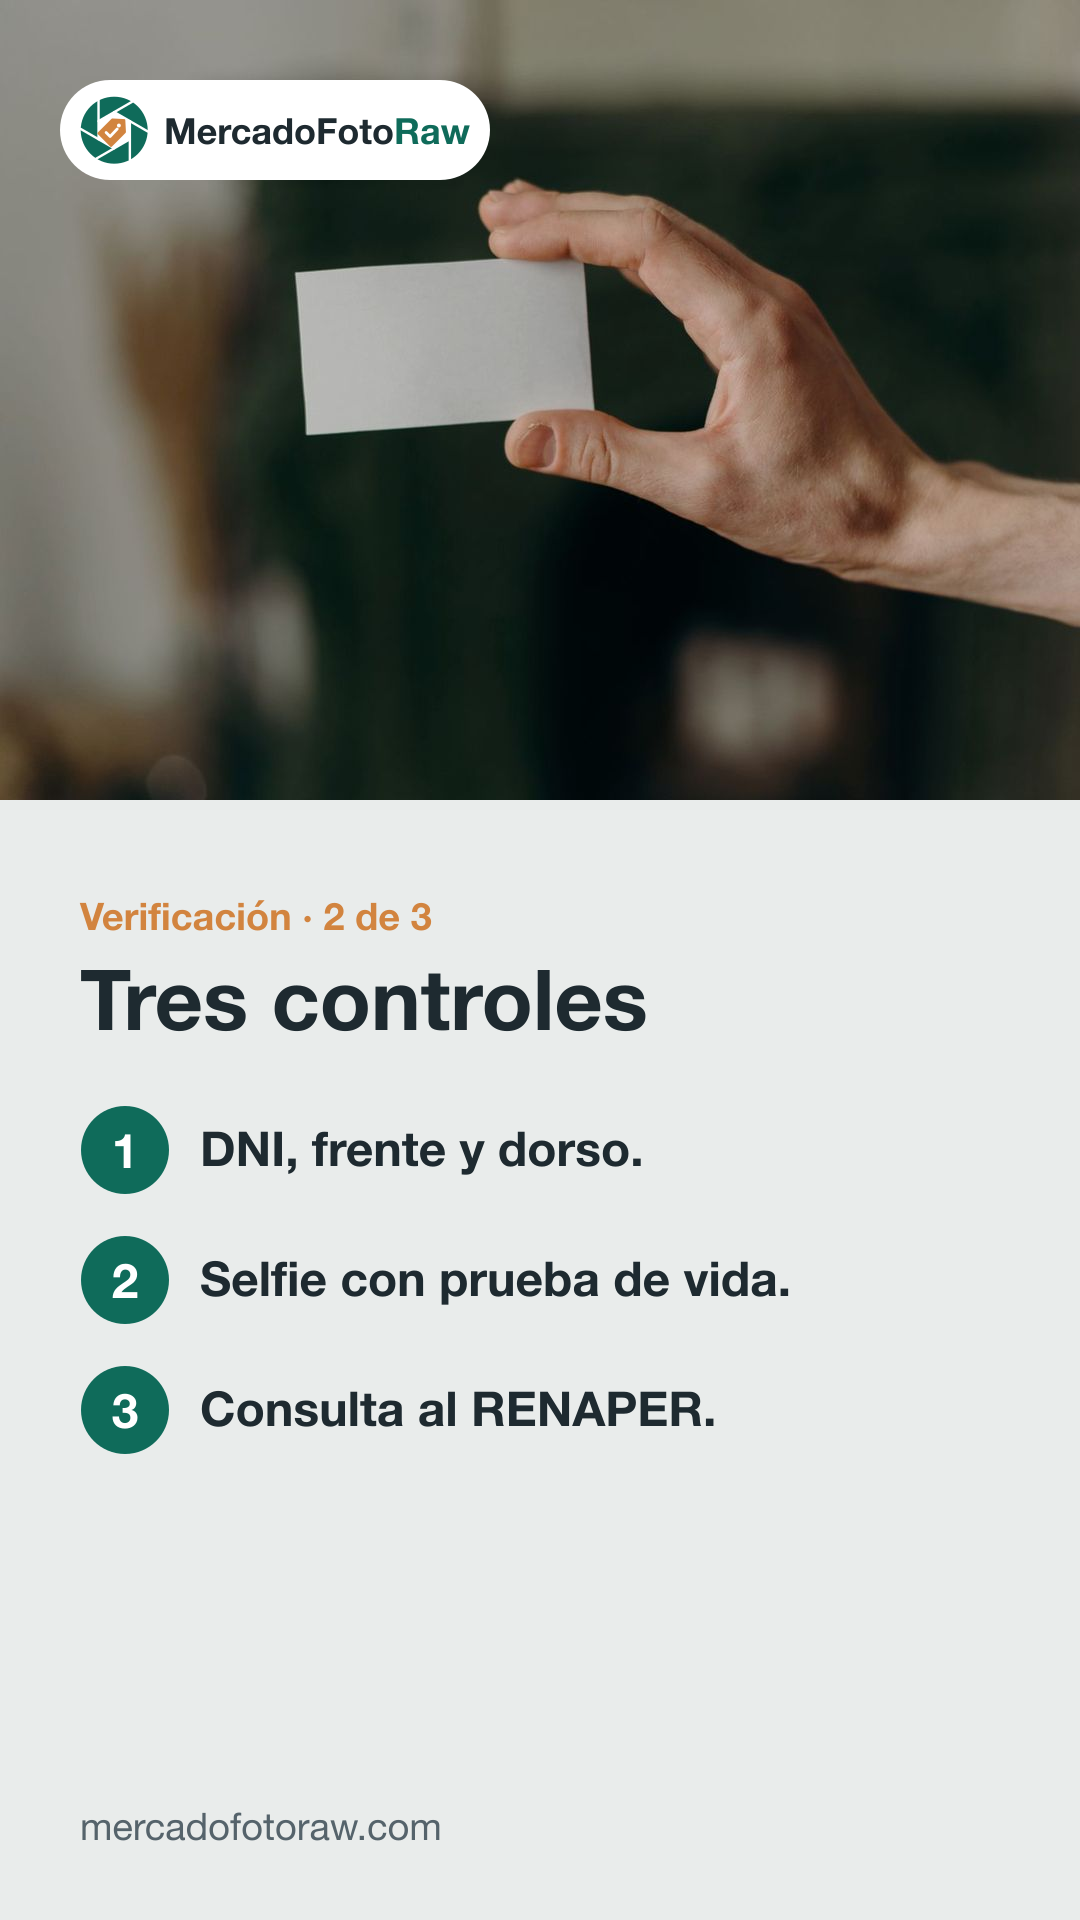 MercadoFotoRaw
Verificación · 2 de 3
Tres controles
1 DNI, frente y dorso.
2 Selfie con prueba de vida.
3 Consulta al RENAPER.
mercadofotoraw.com